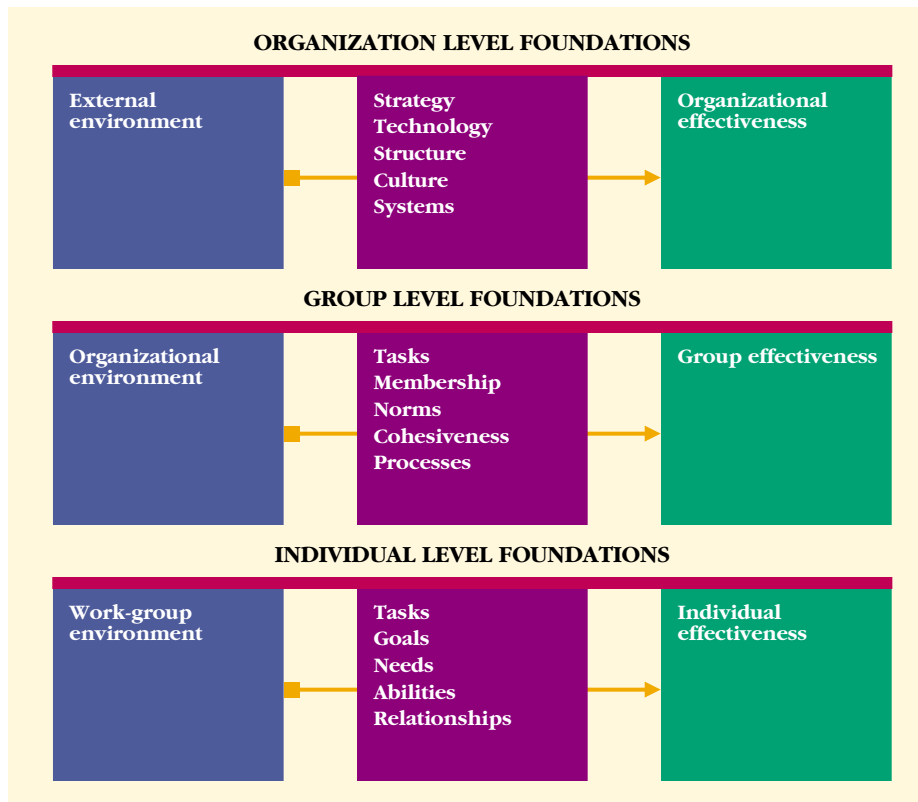 ORGANIZATION LEVEL FOUNDATIONS
External
environment
Strategy
Technology
Structure
Culture
Systems
Organizational
effectiveness
GROUP LEVEL FOUNDATIONS
Organizational
environment
Tasks
Membership
Norms
Cohesiveness
Processes
Group effectiveness
INDIVIDUAL LEVEL FOUNDATIONS
Work-group
environment
Tasks
Goals
Needs
Abilities
Relationships
Individual
effectiveness